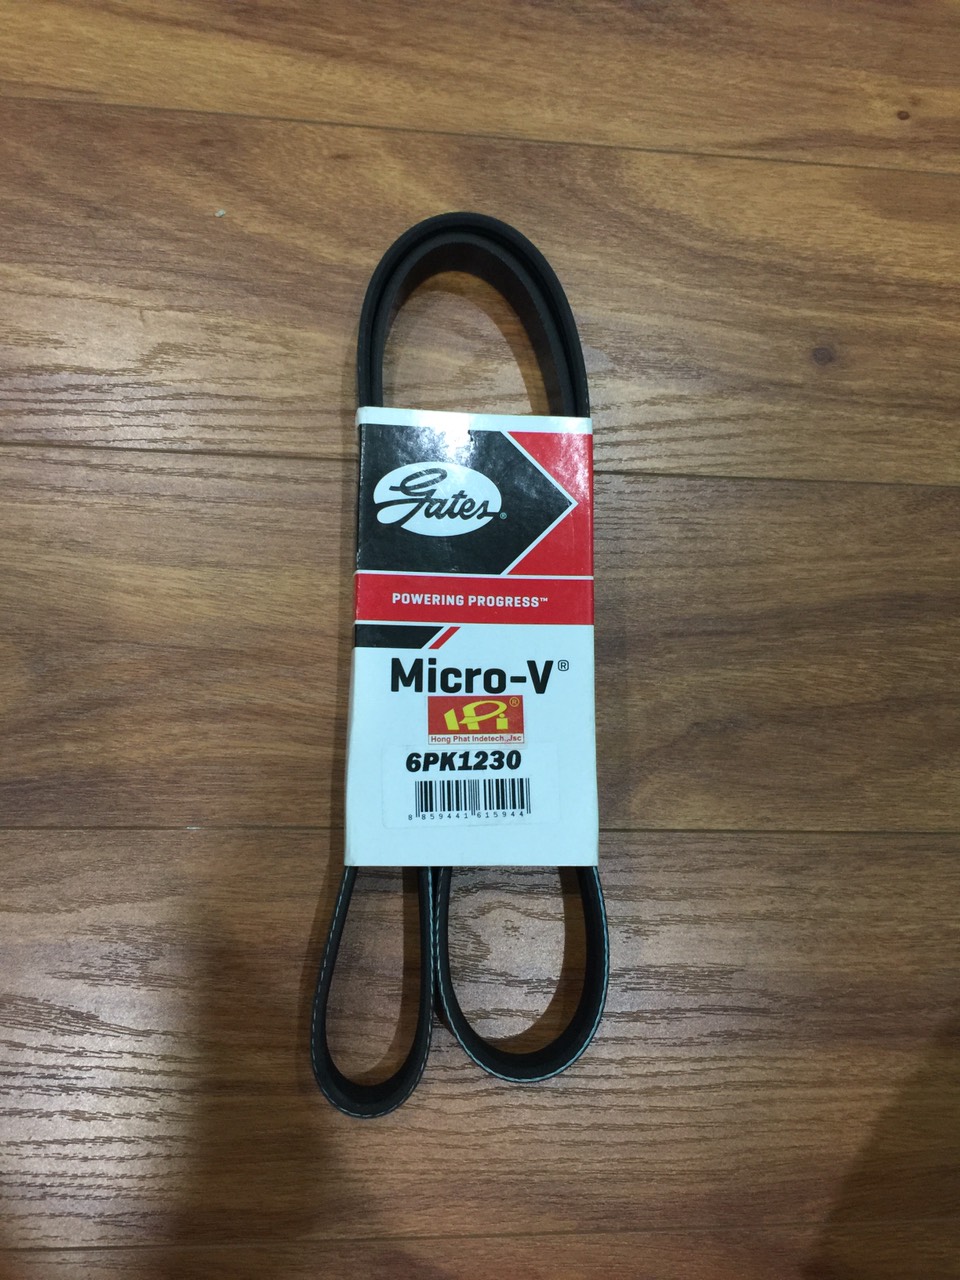 Gates®
POWERING PROGRESS™
Micro-V®
HPi®
Hong Phat Indetech.,Jsc
6PK1230
8 859441 615944